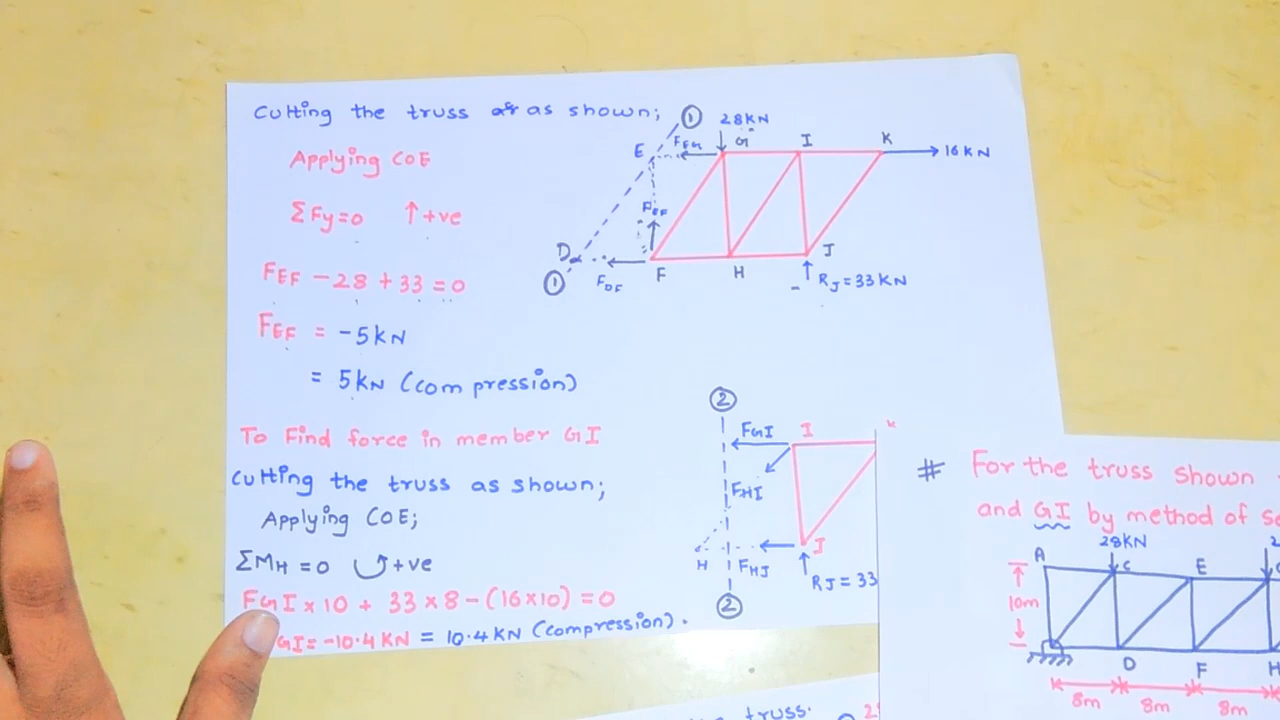 Cutting the truss as as shown;
Applying COE
ΣFy=0 ↑+ve
FEF - 28 + 33 = 0
FEF = -5kN
= 5kN (compression)
To Find force in member GI
Cutting the truss as shown;
Applying COE;
ΣMH = 0 +ve
FGI × 10 + 33 × 8 - (16×10) = 0
GI = -10.4 KN = 10.4 KN (compression).
① 28KN
E FEG G I K 16 KN
FEF
D F H J
① FDF RJ = 33 KN
②
FGI I K
FHI
H FHJ J
② RJ = 33
# For the truss shown
and GI by method of
28KN
A C E
10m
D F H
8m 8m 8m
truss.